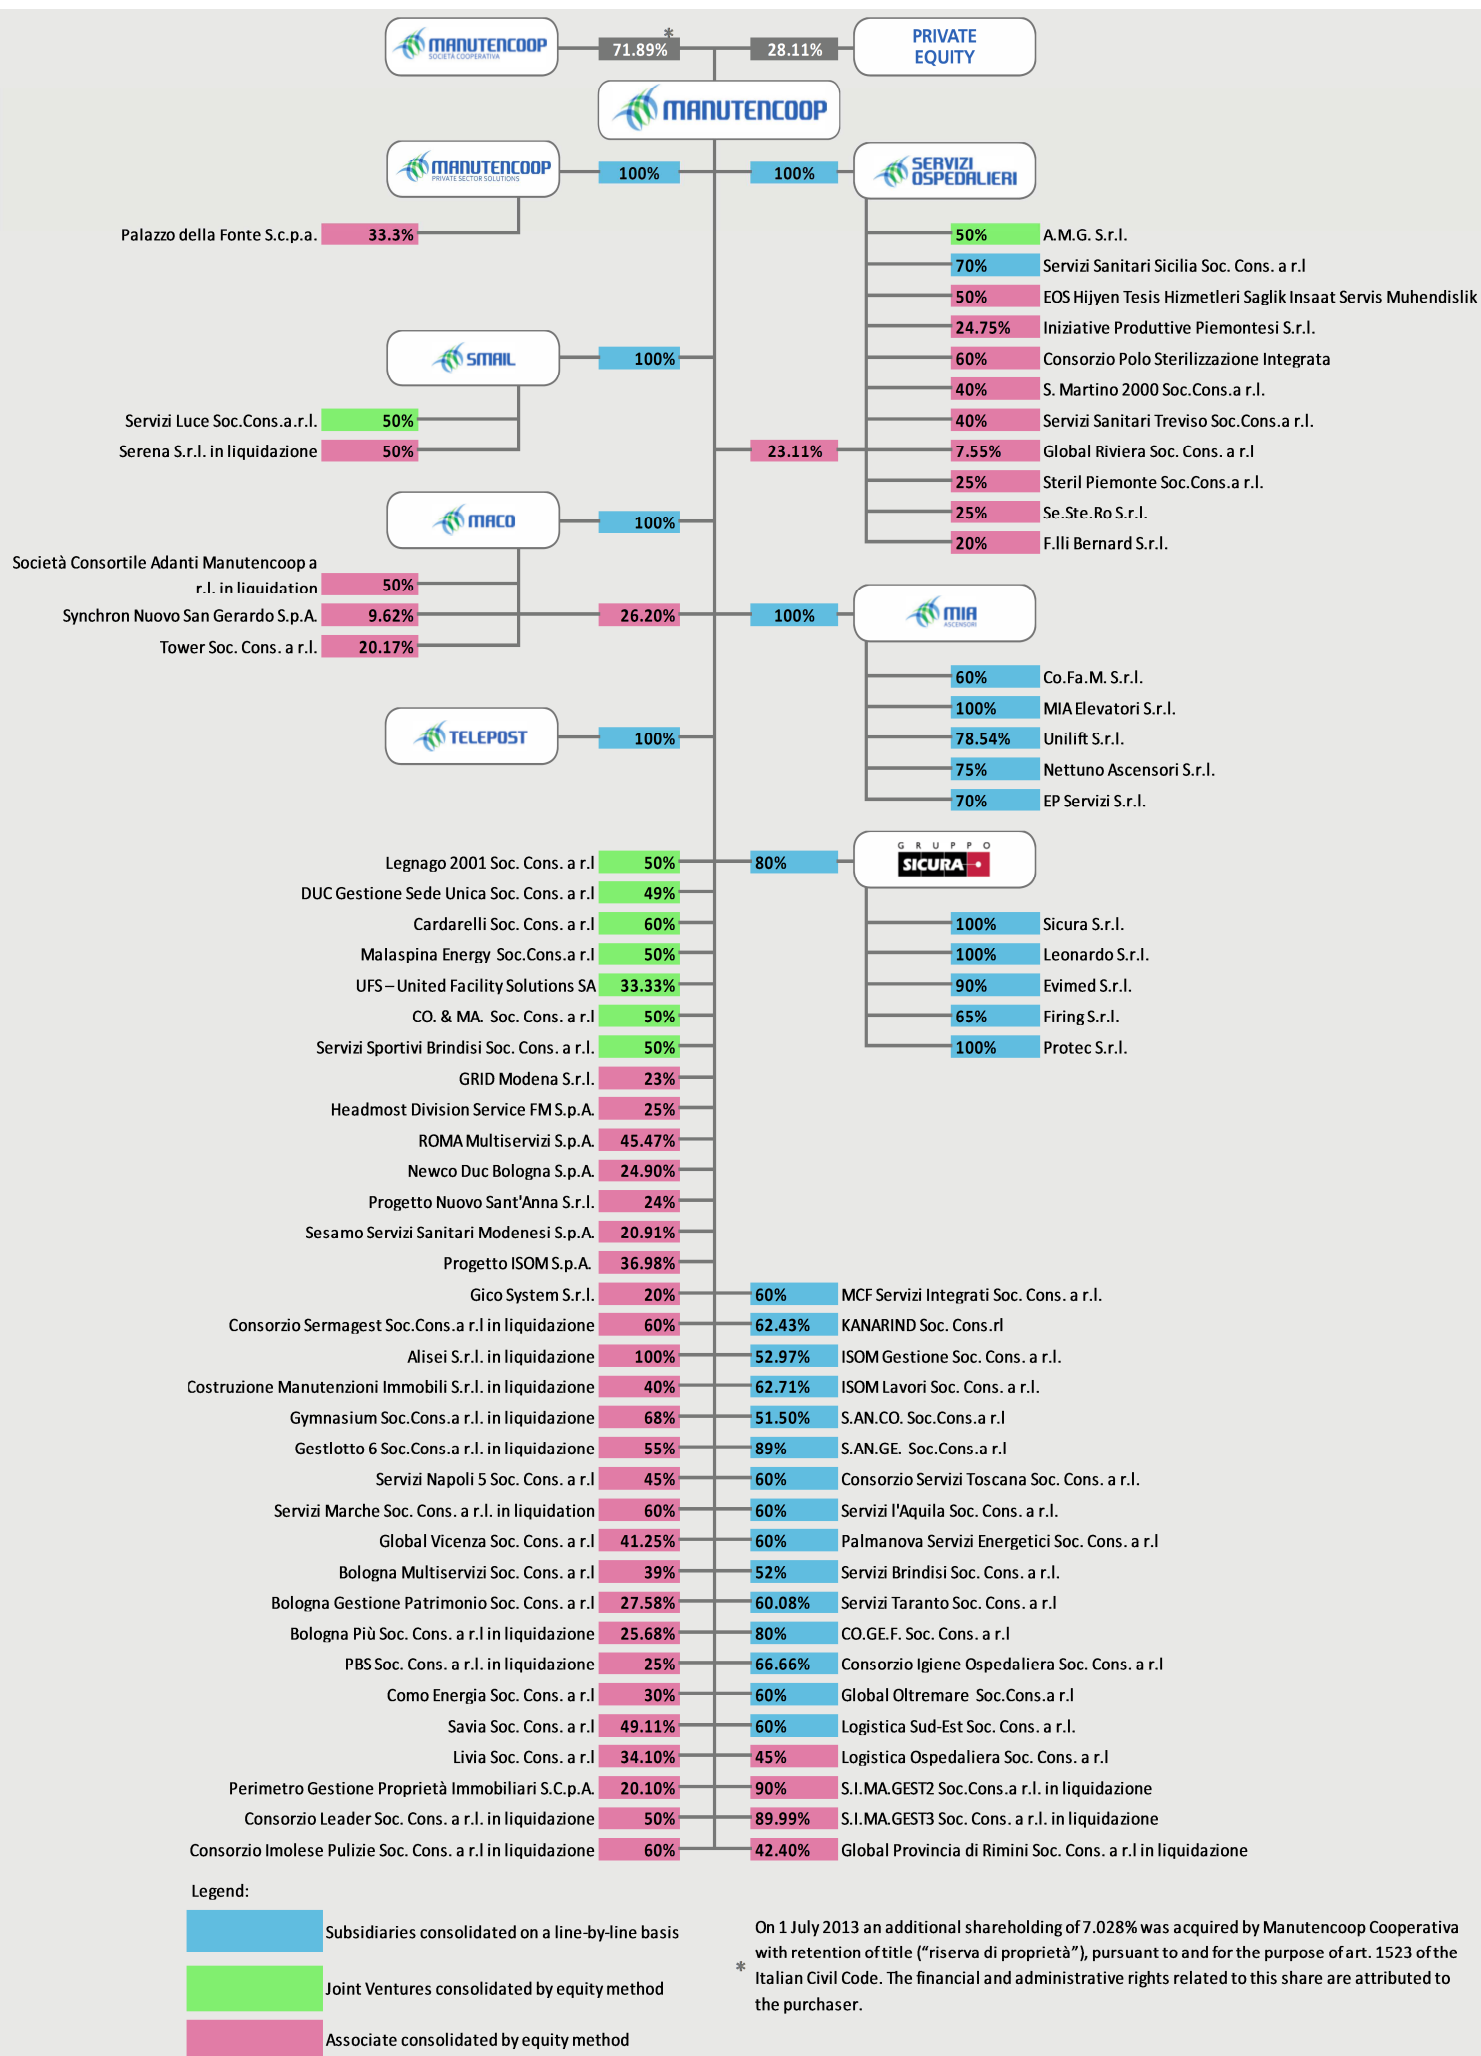 MANUTENCOOP
SOCIETÀ COOPERATIVA
71.89%
*
28.11%
PRIVATE
EQUITY
MANUTENCOOP
MANUTENCOOP
PRIVATE SECTOR SOLUTIONS
100%
100%
SERVIZI
OSPEDALIERI
Palazzo della Fonte S.c.p.a. 33.3%
50% A.M.G. S.r.l.
70% Servizi Sanitari Sicilia Soc. Cons. a r.l
50% EOS Hijyen Tesis Hizmetleri Saglik Insaat Servis Muhendislik
24.75% Iniziative Produttive Piemontesi S.r.l.
SMAIL 100%
60% Consorzio Polo Sterilizzazione Integrata
40% S. Martino 2000 Soc.Cons.a r.l.
Servizi Luce Soc.Cons.a.r.l. 50%
40% Servizi Sanitari Treviso Soc.Cons.a r.l.
Serena S.r.l. in liquidazione 50%
23.11%
7.55% Global Riviera Soc. Cons. a r.l
25% Steril Piemonte Soc.Cons.a r.l.
25% Se.Ste.Ro S.r.l.
MACO 100%
20% F.lli Bernard S.r.l.
Società Consortile Adanti Manutencoop a
r.l. in liquidation 50%
Synchron Nuovo San Gerardo S.p.A. 9.62%
26.20%
100%
MIA
ASCENSORI
Tower Soc. Cons. a r.l. 20.17%
60% Co.Fa.M. S.r.l.
100% MIA Elevatori S.r.l.
TELEPOST 100%
78.54% Unilift S.r.l.
75% Nettuno Ascensori S.r.l.
70% EP Servizi S.r.l.
Legnago 2001 Soc. Cons. a r.l 50%
80%
GRUPPO
SICURA
DUC Gestione Sede Unica Soc. Cons. a r.l 49%
Cardarelli Soc. Cons. a r.l 60%
100% Sicura S.r.l.
Malaspina Energy Soc.Cons.a r.l 50%
100% Leonardo S.r.l.
UFS – United Facility Solutions SA 33.33%
90% Evimed S.r.l.
CO. & MA. Soc. Cons. a r.l 50%
65% Firing S.r.l.
Servizi Sportivi Brindisi Soc. Cons. a r.l. 50%
100% Protec S.r.l.
GRID Modena S.r.l. 23%
Headmost Division Service FM S.p.A. 25%
ROMA Multiservizi S.p.A. 45.47%
Newco Duc Bologna S.p.A. 24.90%
Progetto Nuovo Sant'Anna S.r.l. 24%
Sesamo Servizi Sanitari Modenesi S.p.A. 20.91%
Progetto ISOM S.p.A. 36.98%
Gico System S.r.l. 20%
60% MCF Servizi Integrati Soc. Cons. a r.l.
Consorzio Sermagest Soc.Cons.a r.l in liquidazione 60%
62.43% KANARIND Soc. Cons.rl
Alisei S.r.l. in liquidazione 100%
52.97% ISOM Gestione Soc. Cons. a r.l.
Costruzione Manutenzioni Immobili S.r.l. in liquidazione 40%
62.71% ISOM Lavori Soc. Cons. a r.l.
Gymnasium Soc.Cons.a r.l. in liquidazione 68%
51.50% S.AN.CO. Soc.Cons.a r.l
Gestlotto 6 Soc.Cons.a r.l. in liquidazione 55%
89% S.AN.GE. Soc.Cons.a r.l
Servizi Napoli 5 Soc. Cons. a r.l 45%
60% Consorzio Servizi Toscana Soc. Cons. a r.l.
Servizi Marche Soc. Cons. a r.l. in liquidation 60%
60% Servizi l'Aquila Soc. Cons. a r.l.
Global Vicenza Soc. Cons. a r.l 41.25%
60% Palmanova Servizi Energetici Soc. Cons. a r.l
Bologna Multiservizi Soc. Cons. a r.l 39%
52% Servizi Brindisi Soc. Cons. a r.l.
Bologna Gestione Patrimonio Soc. Cons. a r.l 27.58%
60.08% Servizi Taranto Soc. Cons. a r.l
Bologna Più Soc. Cons. a r.l in liquidazione 25.68%
80% CO.GE.F. Soc. Cons. a r.l
PBS Soc. Cons. a r.l. in liquidazione 25%
66.66% Consorzio Igiene Ospedaliera Soc. Cons. a r.l
Como Energia Soc. Cons. a r.l 30%
60% Global Oltremare Soc.Cons.a r.l
Savia Soc. Cons. a r.l 49.11%
60% Logistica Sud-Est Soc. Cons. a r.l.
Livia Soc. Cons. a r.l 34.10%
45% Logistica Ospedaliera Soc. Cons. a r.l
Perimetro Gestione Proprietà Immobiliari S.C.p.A. 20.10%
90% S.I.MA.GEST2 Soc.Cons.a r.l. in liquidazione
Consorzio Leader Soc. Cons. a r.l. in liquidazione 50%
89.99% S.I.MA.GEST3 Soc. Cons. a r.l. in liquidazione
Consorzio Imolese Pulizie Soc. Cons. a r.l in liquidazione 60%
42.40% Global Provincia di Rimini Soc. Cons. a r.l in liquidazione
Legend:
Subsidiaries consolidated on a line-by-line basis
Joint Ventures consolidated by equity method
Associate consolidated by equity method
*
On 1 July 2013 an additional shareholding of 7.028% was acquired by Manutencoop Cooperativa
with retention of title (“riserva di proprietà”), pursuant to and for the purpose of art. 1523 of the
Italian Civil Code. The financial and administrative rights related to this share are attributed to
the purchaser.